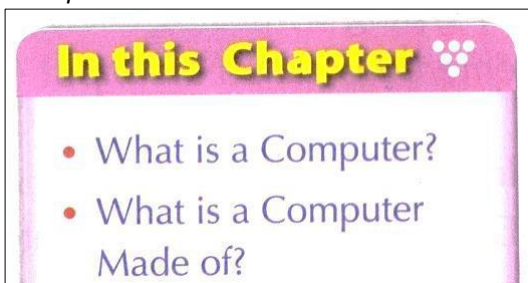 In this Chapter
• What is a Computer?
• What is a Computer
Made of?